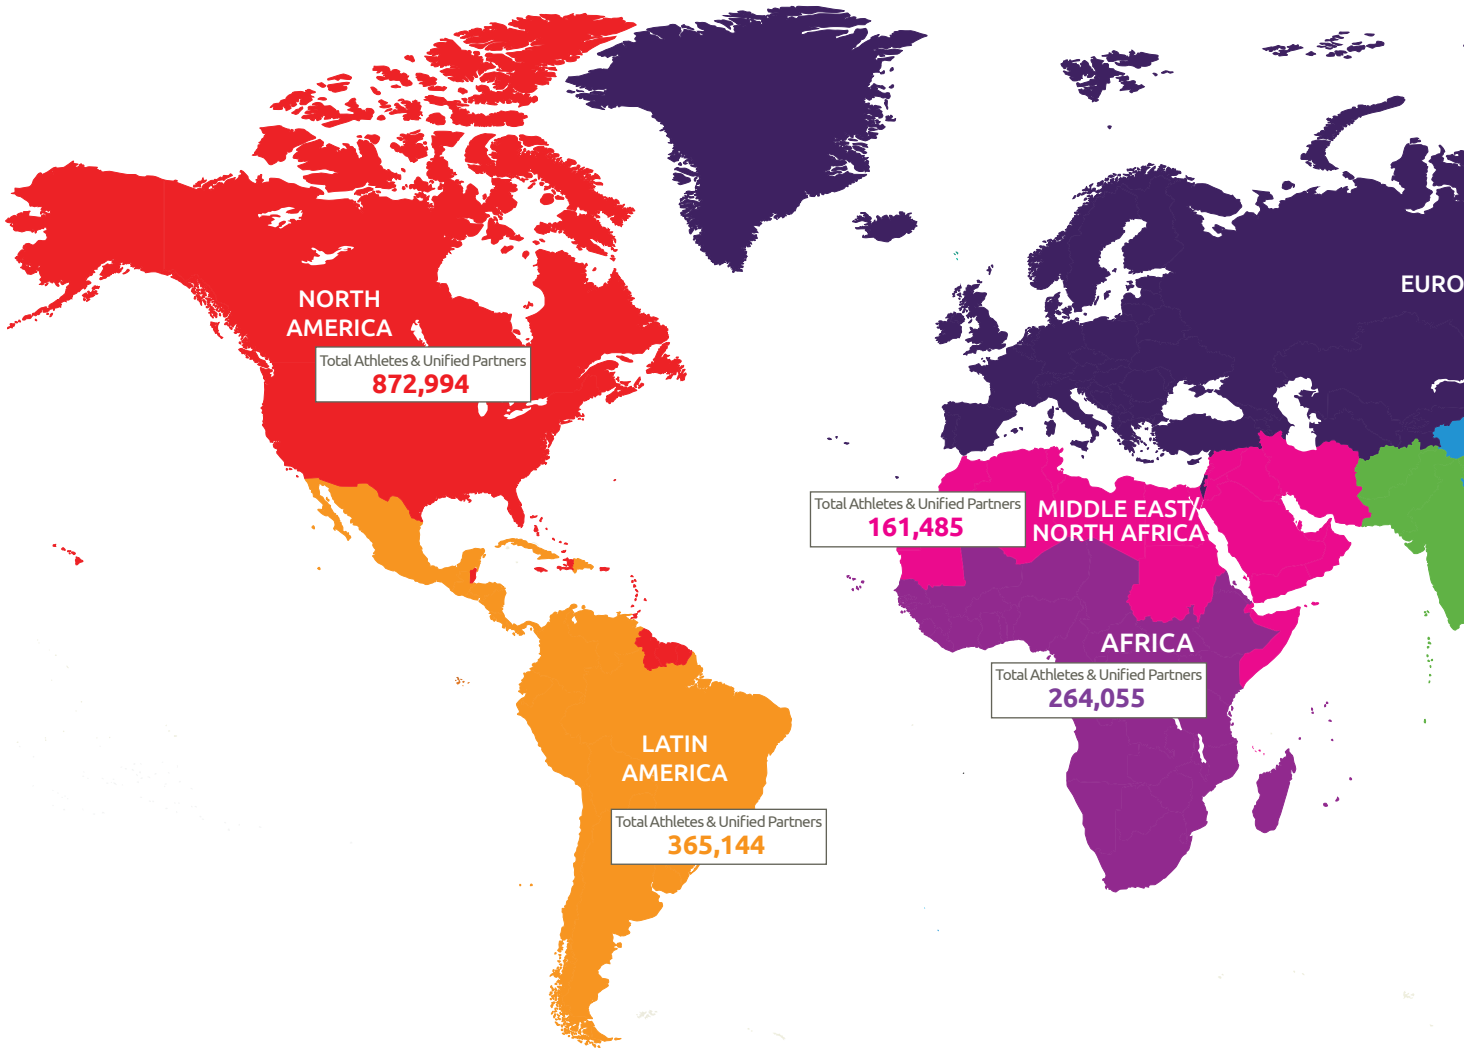 NORTH
AMERICA
Total Athletes & Unified Partners
872,994
EURO
Total Athletes & Unified Partners
161,485
MIDDLE EAST/
NORTH AFRICA
AFRICA
Total Athletes & Unified Partners
264,055
LATIN
AMERICA
Total Athletes & Unified Partners
365,144